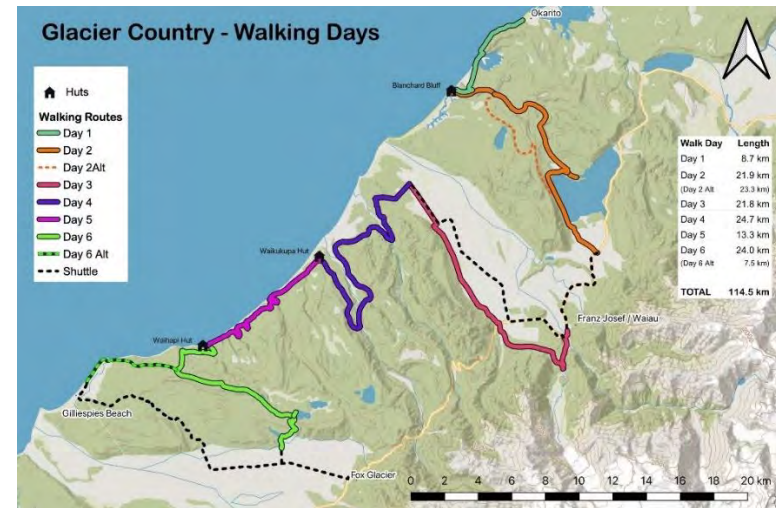 Glacier Country - Walking Days
Okarito
Blanchard Bluff
Huts
Walking Routes
Day 1
Day 2
Day 2Alt
Day 3
Day 4
Day 5
Day 6
Day 6 Alt
Shuttle
Walk Day Length
Day 1 8.7 km
Day 2 21.9 km
(Day 2 Alt 23.3 km)
Day 3 21.8 km
Day 4 24.7 km
Day 5 13.3 km
Day 6 24.0 km
(Day 6 Alt 7.5 km)
TOTAL 114.5 km
Waikukupa Hut
Franz Josef / Waiau
Waihapi Hut
Gilliespies Beach
Fox Glacier
0 2 4 6 8 10 12 14 16 18 20 km